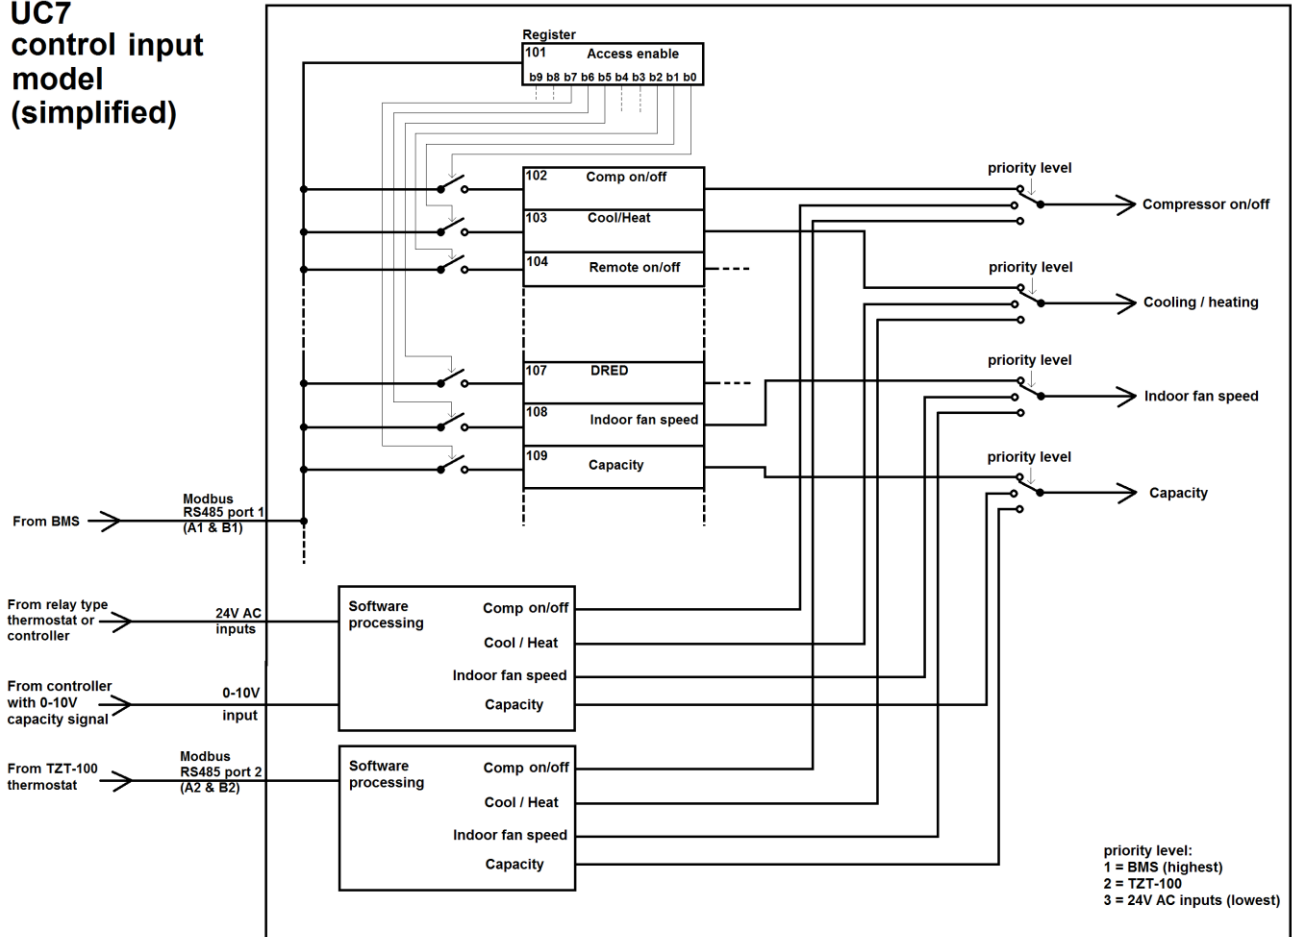 UC7
control input
model
(simplified)
Register
101 Access enable
b9 b8 b7 b6 b5 b4 b3 b2 b1 b0
102 Comp on/off
103 Cool/Heat
104 Remote on/off
107 DRED
108 Indoor fan speed
109 Capacity
priority level
Compressor on/off
priority level
Cooling / heating
priority level
Indoor fan speed
priority level
Capacity
From BMS
Modbus
RS485 port 1
(A1 & B1)
From relay type
thermostat or
controller
24V AC
inputs
Software
processing
Comp on/off
Cool / Heat
Indoor fan speed
Capacity
From controller
with 0-10V
capacity signal
0-10V
input
From TZT-100
thermostat
Modbus
RS485 port 2
(A2 & B2)
Software
processing
Comp on/off
Cool / Heat
Indoor fan speed
Capacity
priority level:
1 = BMS (highest)
2 = TZT-100
3 = 24V AC inputs (lowest)